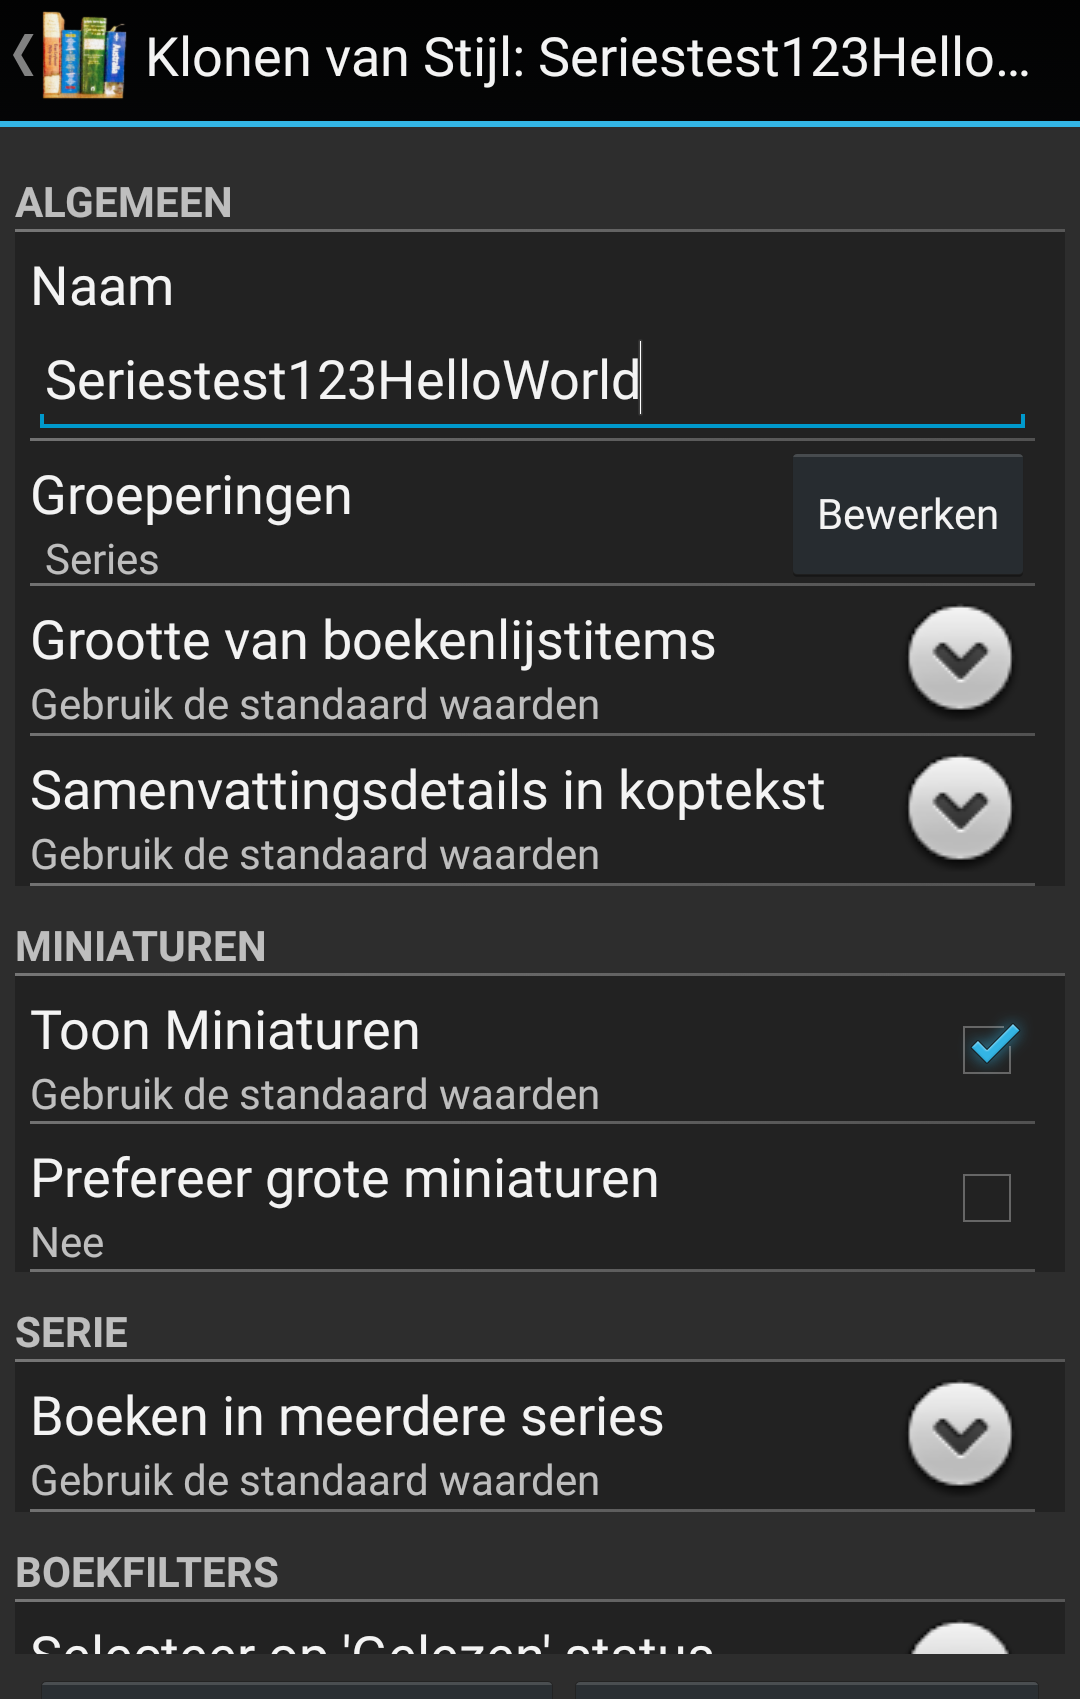 Klonen van Stijl: Seriestest123Hello...
ALGEMEEN
Naam
Seriestest123HelloWorld
Groeperingen
Bewerken
Series
Grootte van boekenlijstitems
Gebruik de standaard waarden
Samenvattingsdetails in koptekst
Gebruik de standaard waarden
MINIATUREN
Toon Miniaturen
Gebruik de standaard waarden
Prefereer grote miniaturen
Nee
SERIE
Boeken in meerdere series
Gebruik de standaard waarden
BOEKFILTERS
Selecteer op 'Gelezen' status